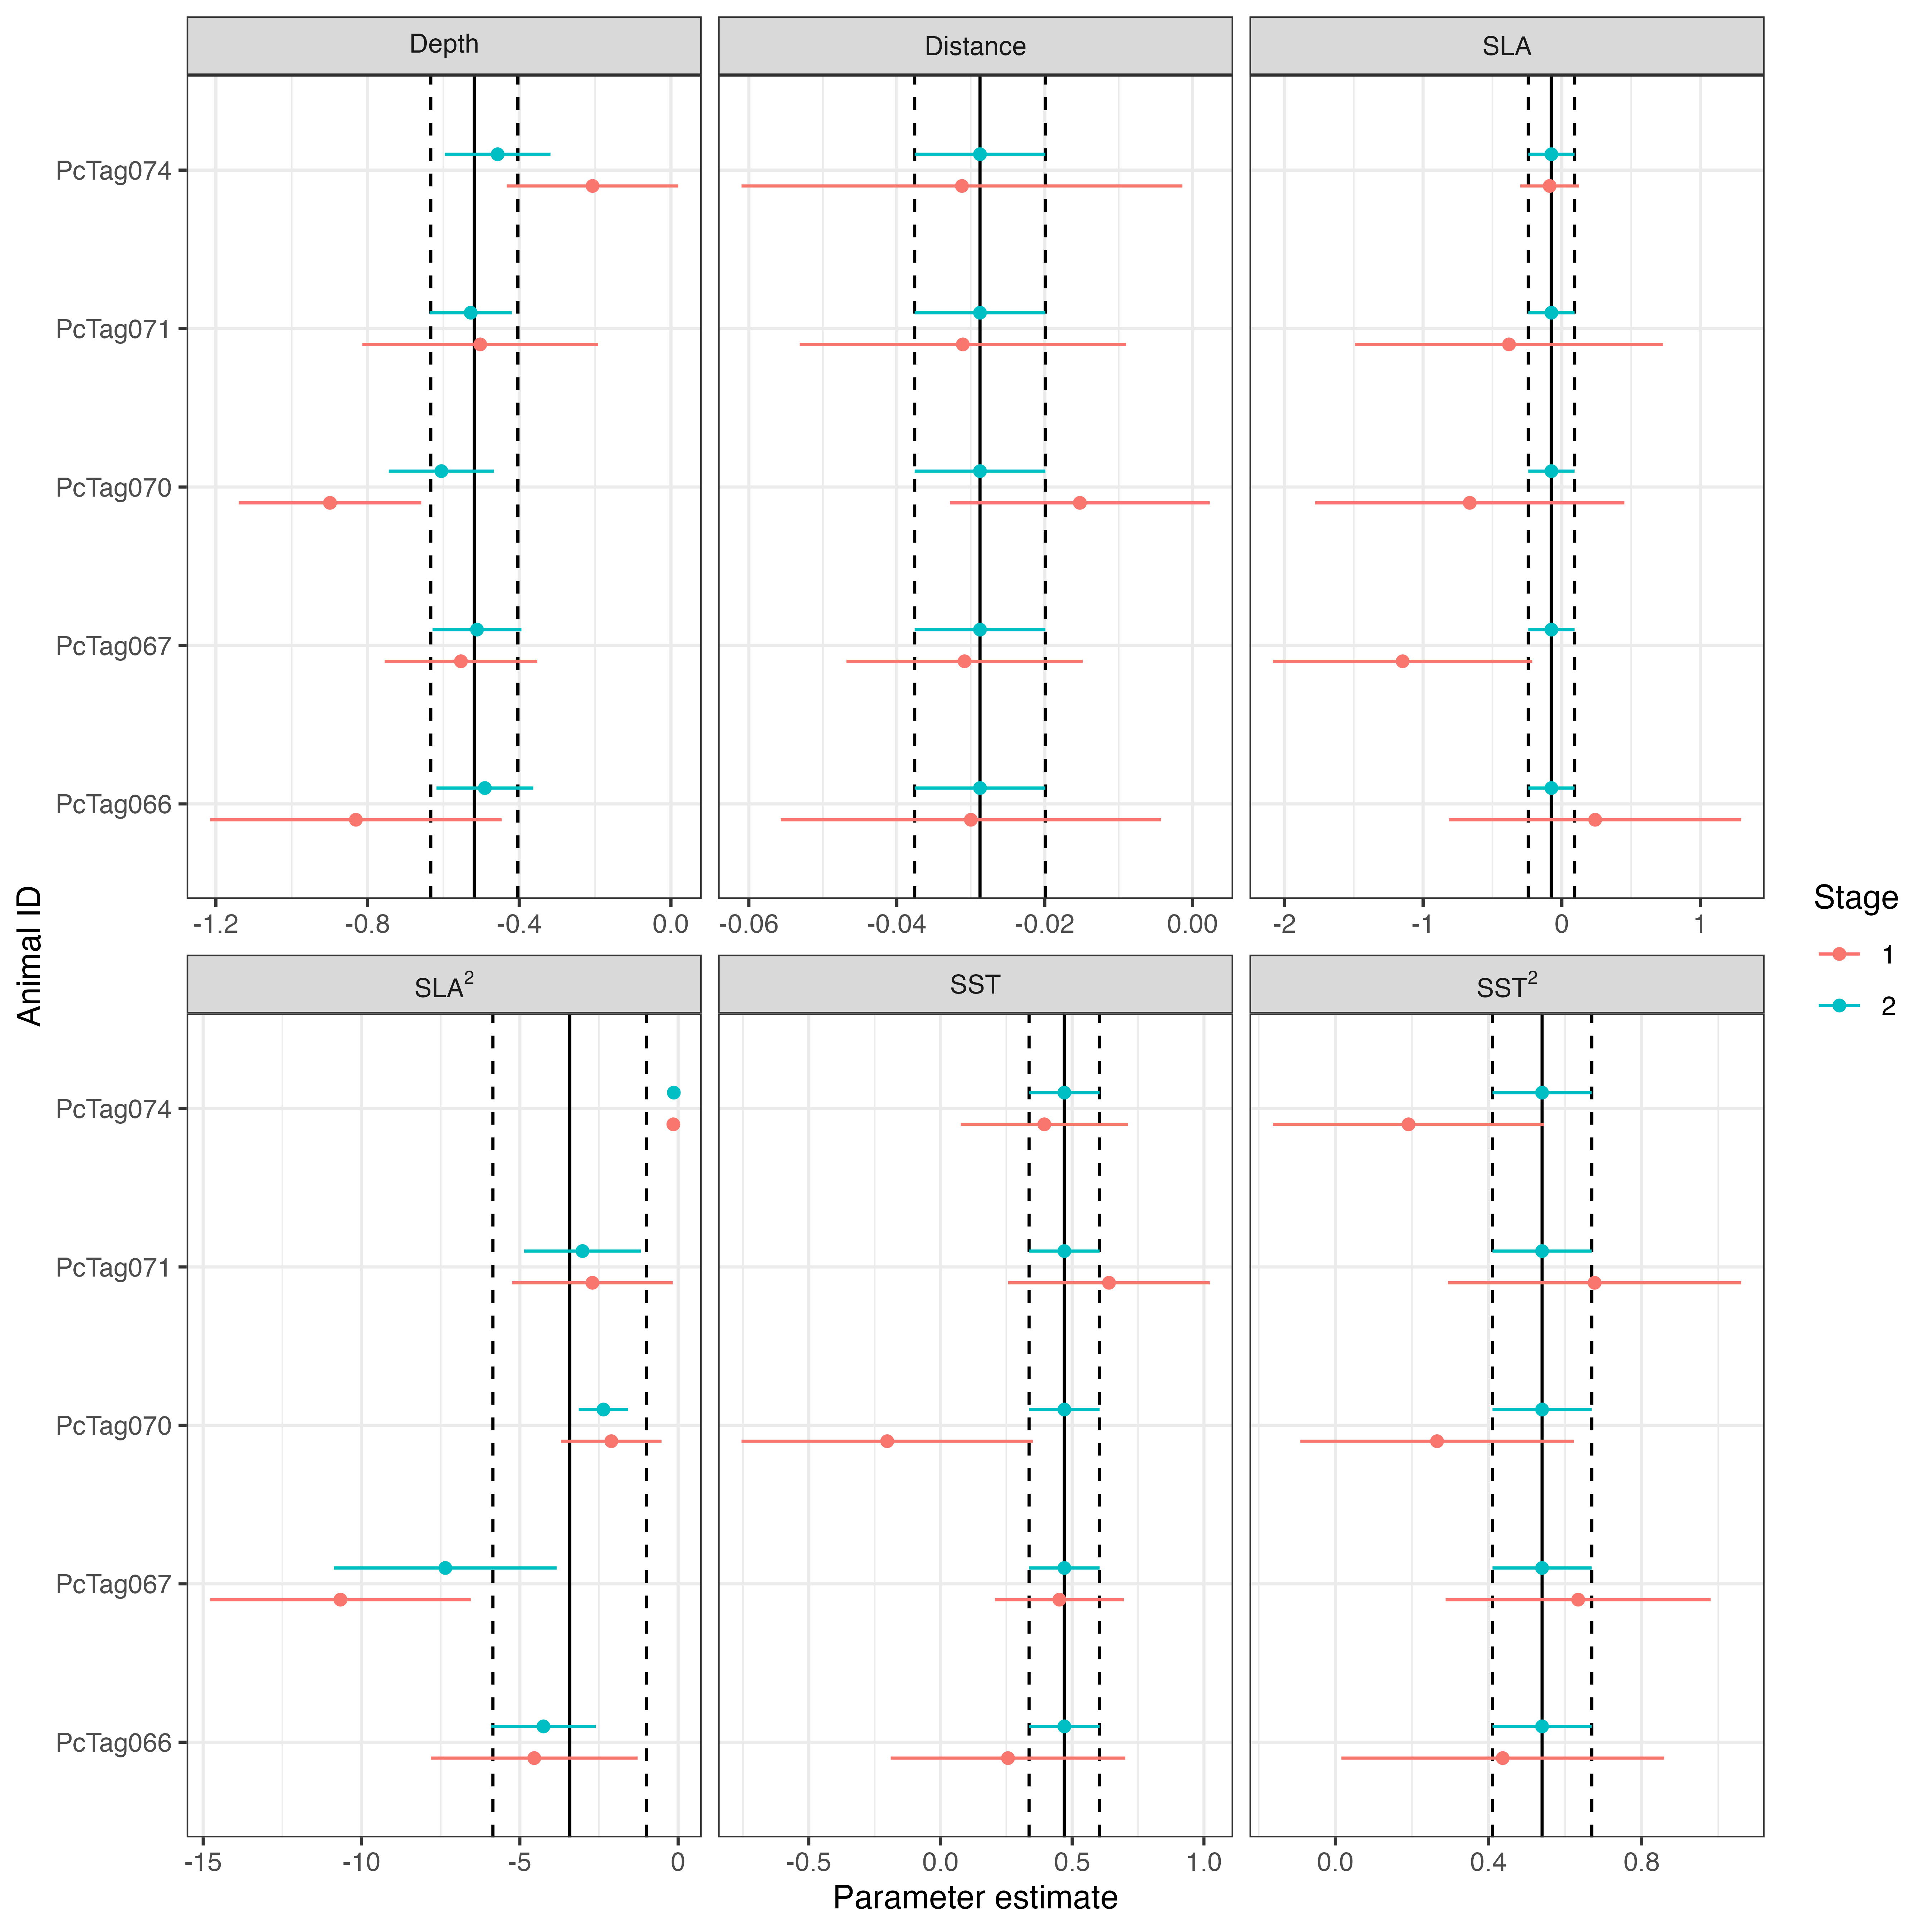 Depth Distance SLA
PcTag074
PcTag071
PcTag070
PcTag067
PcTag066
-1.2 -0.8 -0.4 0.0 -0.06 -0.04 -0.02 0.00 -2 -1 0 1
SLA² SST SST²
PcTag074
PcTag071
PcTag070
PcTag067
PcTag066
-15 -10 -5 0 -0.5 0.0 0.5 1.0 0.0 0.4 0.8
Parameter estimate
Animal ID
Stage
1
2